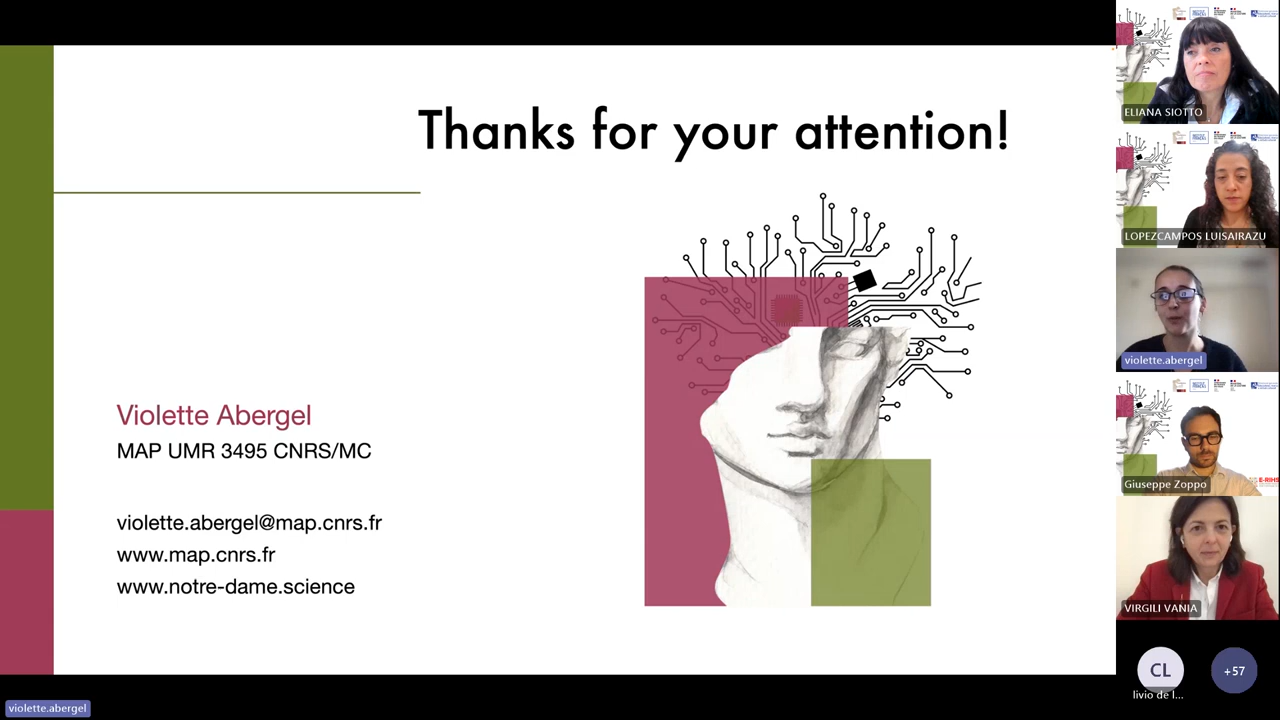 Thanks for your attention!
Violette Abergel
MAP UMR 3495 CNRS/MC
violette.abergel@map.cnrs.fr
www.map.cnrs.fr
www.notre-dame.science
violette.abergel
ELIANA SIOTTO
LOPEZCAMPOS LUISAIRAZU
violette.abergel
Giuseppe Zoppo
E-RIHS
VIRGILI VANIA
CL
livio de l...
+57